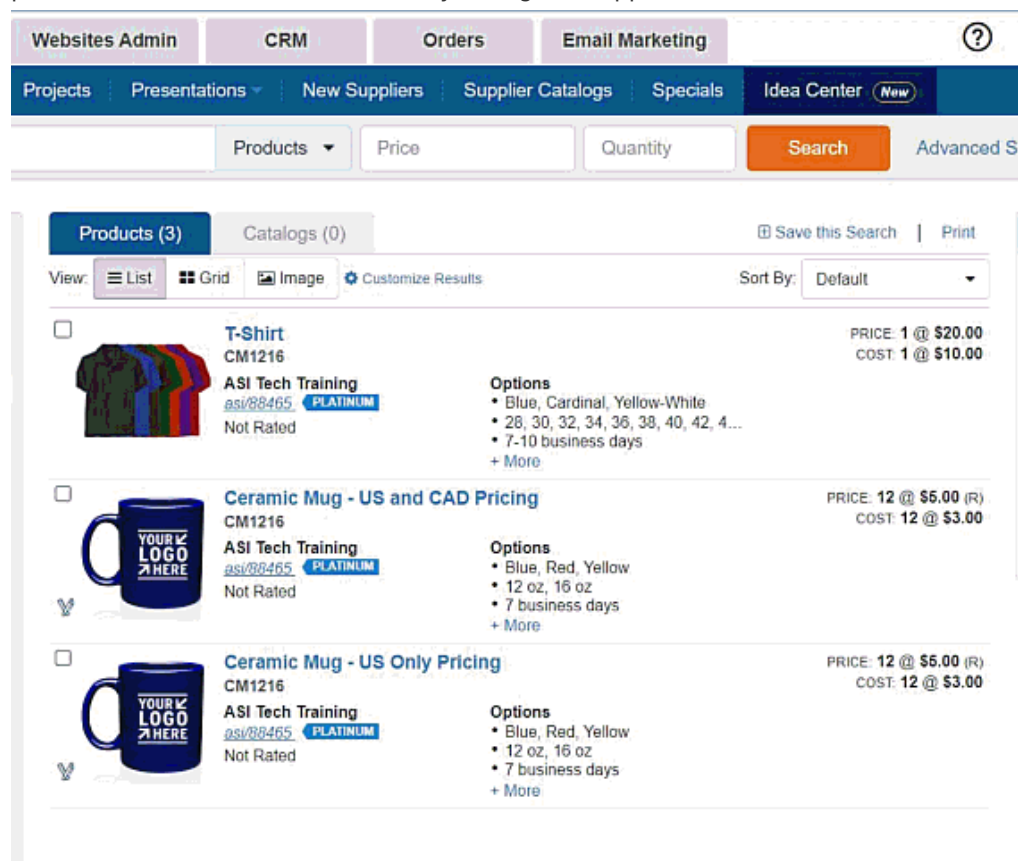 Websites Admin CRM Orders Email Marketing ?
Projects Presentations New Suppliers Supplier Catalogs Specials Idea Center New
Products Price Quantity Search Advanced S
Products (3) Catalogs (0) Save this Search | Print
View: List Grid Image Customize Results Sort By: Default
T-Shirt PRICE: 1 @ $20.00
CM1216 COST: 1 @ $10.00
ASI Tech Training Options
asi/88465 PLATINUM • Blue, Cardinal, Yellow-White
Not Rated • 28, 30, 32, 34, 36, 38, 40, 42, 4...
• 7-10 business days
+ More
Ceramic Mug - US and CAD Pricing PRICE: 12 @ $5.00 (R)
CM1216 COST: 12 @ $3.00
ASI Tech Training Options
asi/88465 PLATINUM • Blue, Red, Yellow
Not Rated • 12 oz, 16 oz
• 7 business days
+ More
YOUR
LOGO
HERE
Ceramic Mug - US Only Pricing PRICE: 12 @ $5.00 (R)
CM1216 COST: 12 @ $3.00
ASI Tech Training Options
asi/88465 PLATINUM • Blue, Red, Yellow
Not Rated • 12 oz, 16 oz
• 7 business days
+ More
YOUR
LOGO
HERE